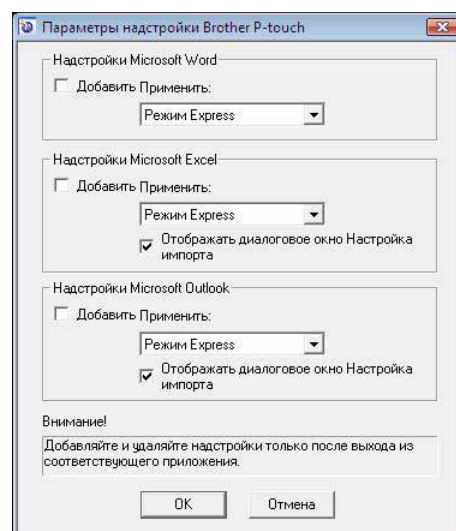 Параметры надстройки Brother P-touch
Надстройки Microsoft Word
Добавить Применить:
Режим Express
Надстройки Microsoft Excel
Добавить Применить:
Режим Express
Отображать диалоговое окно Настройка
импорта
Надстройки Microsoft Outlook
Добавить Применить:
Режим Express
Отображать диалоговое окно Настройка
импорта
Внимание!
Добавляйте и удаляйте надстройки только после выхода из
соответствующего приложения.
OK Отмена